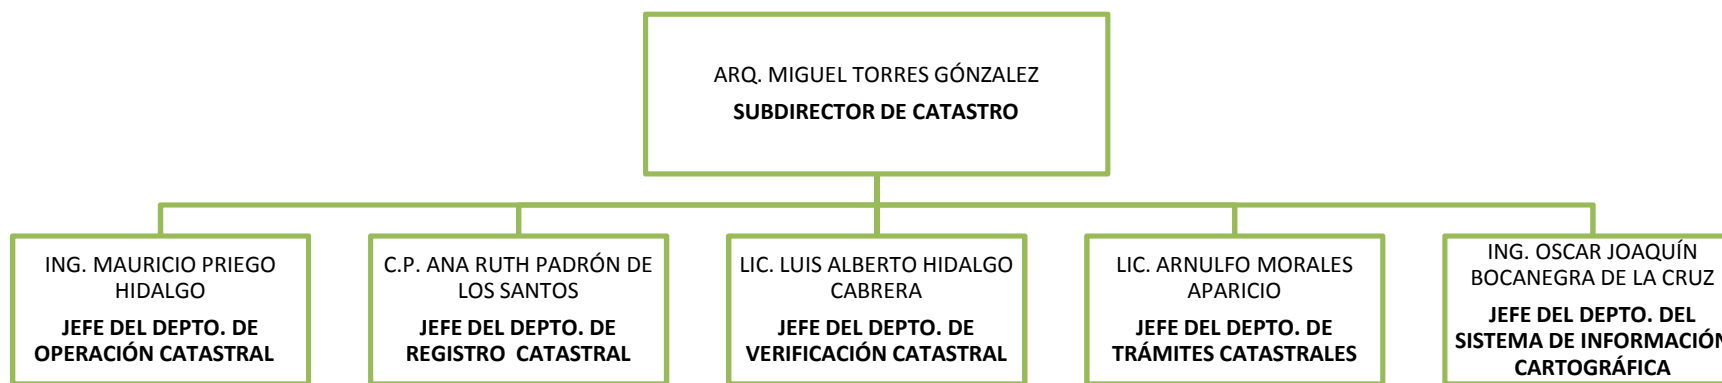 ARQ. MIGUEL TORRES GÓNZALEZ
SUBDIRECTOR DE CATASTRO
ING. MAURICIO PRIEGO
HIDALGO
JEFE DEL DEPTO. DE
OPERACIÓN CATASTRAL
C.P. ANA RUTH PADRÓN DE
LOS SANTOS
JEFE DEL DEPTO. DE
REGISTRO CATASTRAL
LIC. LUIS ALBERTO HIDALGO
CABRERA
JEFE DEL DEPTO. DE
VERIFICACIÓN CATASTRAL
LIC. ARNULFO MORALES
APARICIO
JEFE DEL DEPTO. DE
TRÁMITES CATASTRALES
ING. OSCAR JOAQUÍN
BOCANEGRA DE LA CRUZ
JEFE DEL DEPTO. DEL
SISTEMA DE INFORMACIÓN
CARTOGRÁFICA